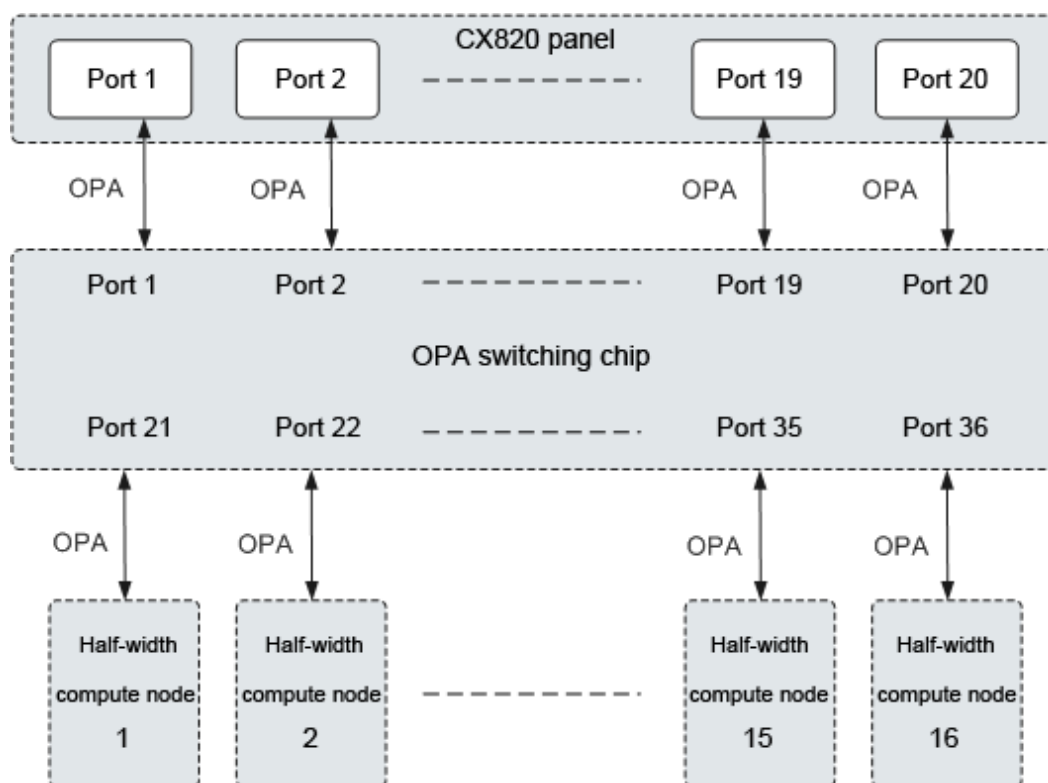 CX820 panel
Port 1 Port 2 Port 19 Port 20
OPA OPA OPA OPA
Port 1 Port 2 Port 19 Port 20
OPA switching chip
Port 21 Port 22 Port 35 Port 36
OPA OPA OPA OPA
Half-width Half-width Half-width Half-width
compute node compute node compute node compute node
1 2 15 16